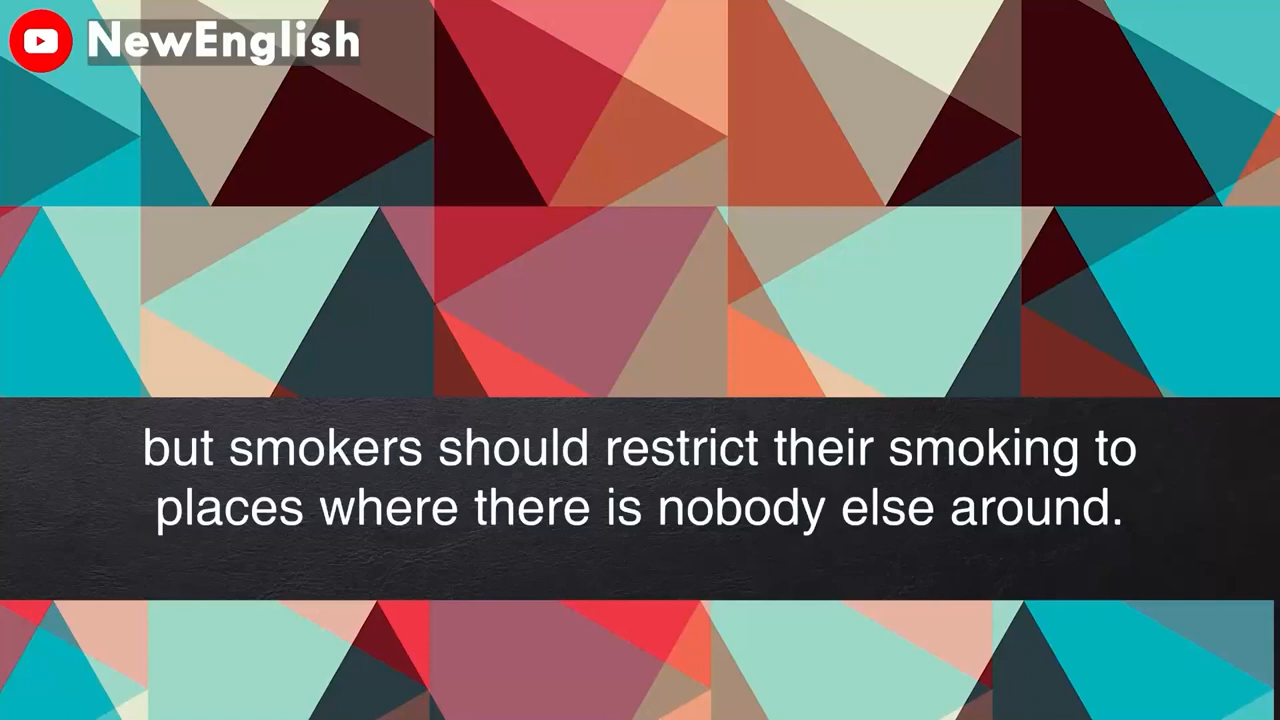 NewEnglish
but smokers should restrict their smoking to
places where there is nobody else around.